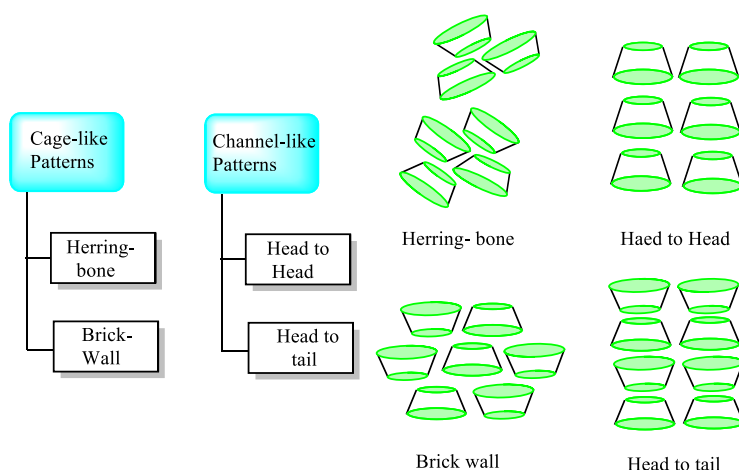 Cage-like
Patterns
Herring-
bone
Brick-
Wall
Channel-like
Patterns
Head to
Head
Head to
tail
Herring- bone
Haed to Head
Brick wall
Head to tail